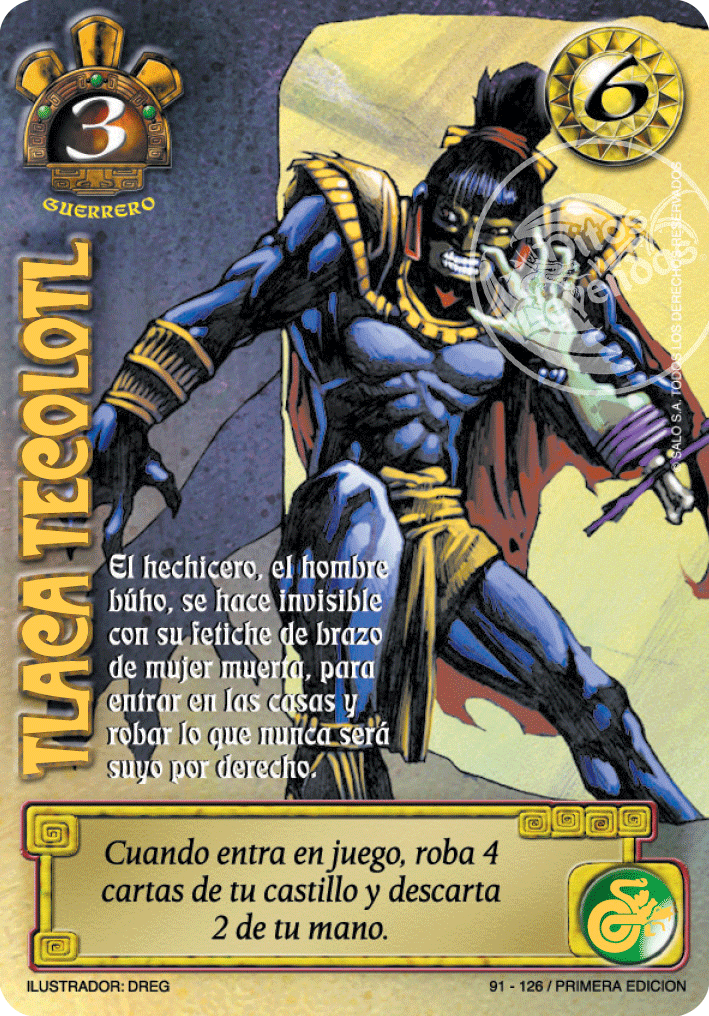 3
GUERRERO
6
TLACA TECOLOTL
Mitos y
Leyendas
© SALO S.A. TODOS LOS DERECHOS RESERVADOS
El hechicero, el hombre
búho, se hace invisible
con su fetiche de brazo
de mujer muerta, para
entrar en las casas y
robar lo que nunca será
suyo por derecho.
Cuando entra en juego, roba 4
cartas de tu castillo y descarta
2 de tu mano.
ILUSTRADOR: DREG
91 - 126 / PRIMERA EDICION